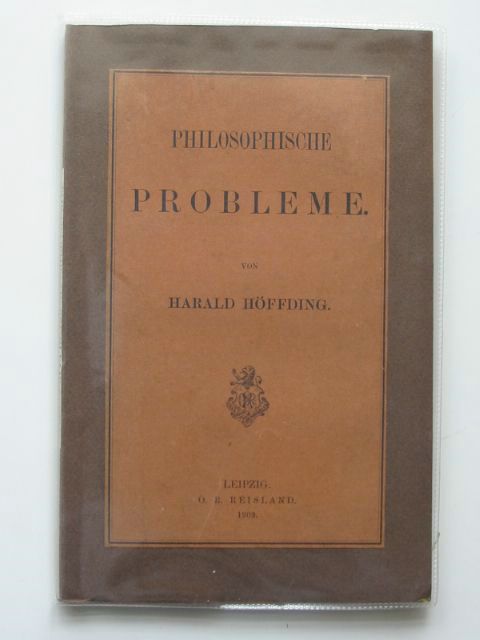 PHILOSOPHISCHE
PROBLEME.
VON
HARALD HÖFFDING.
LEIPZIG.
O. R. REISLAND.
1903.